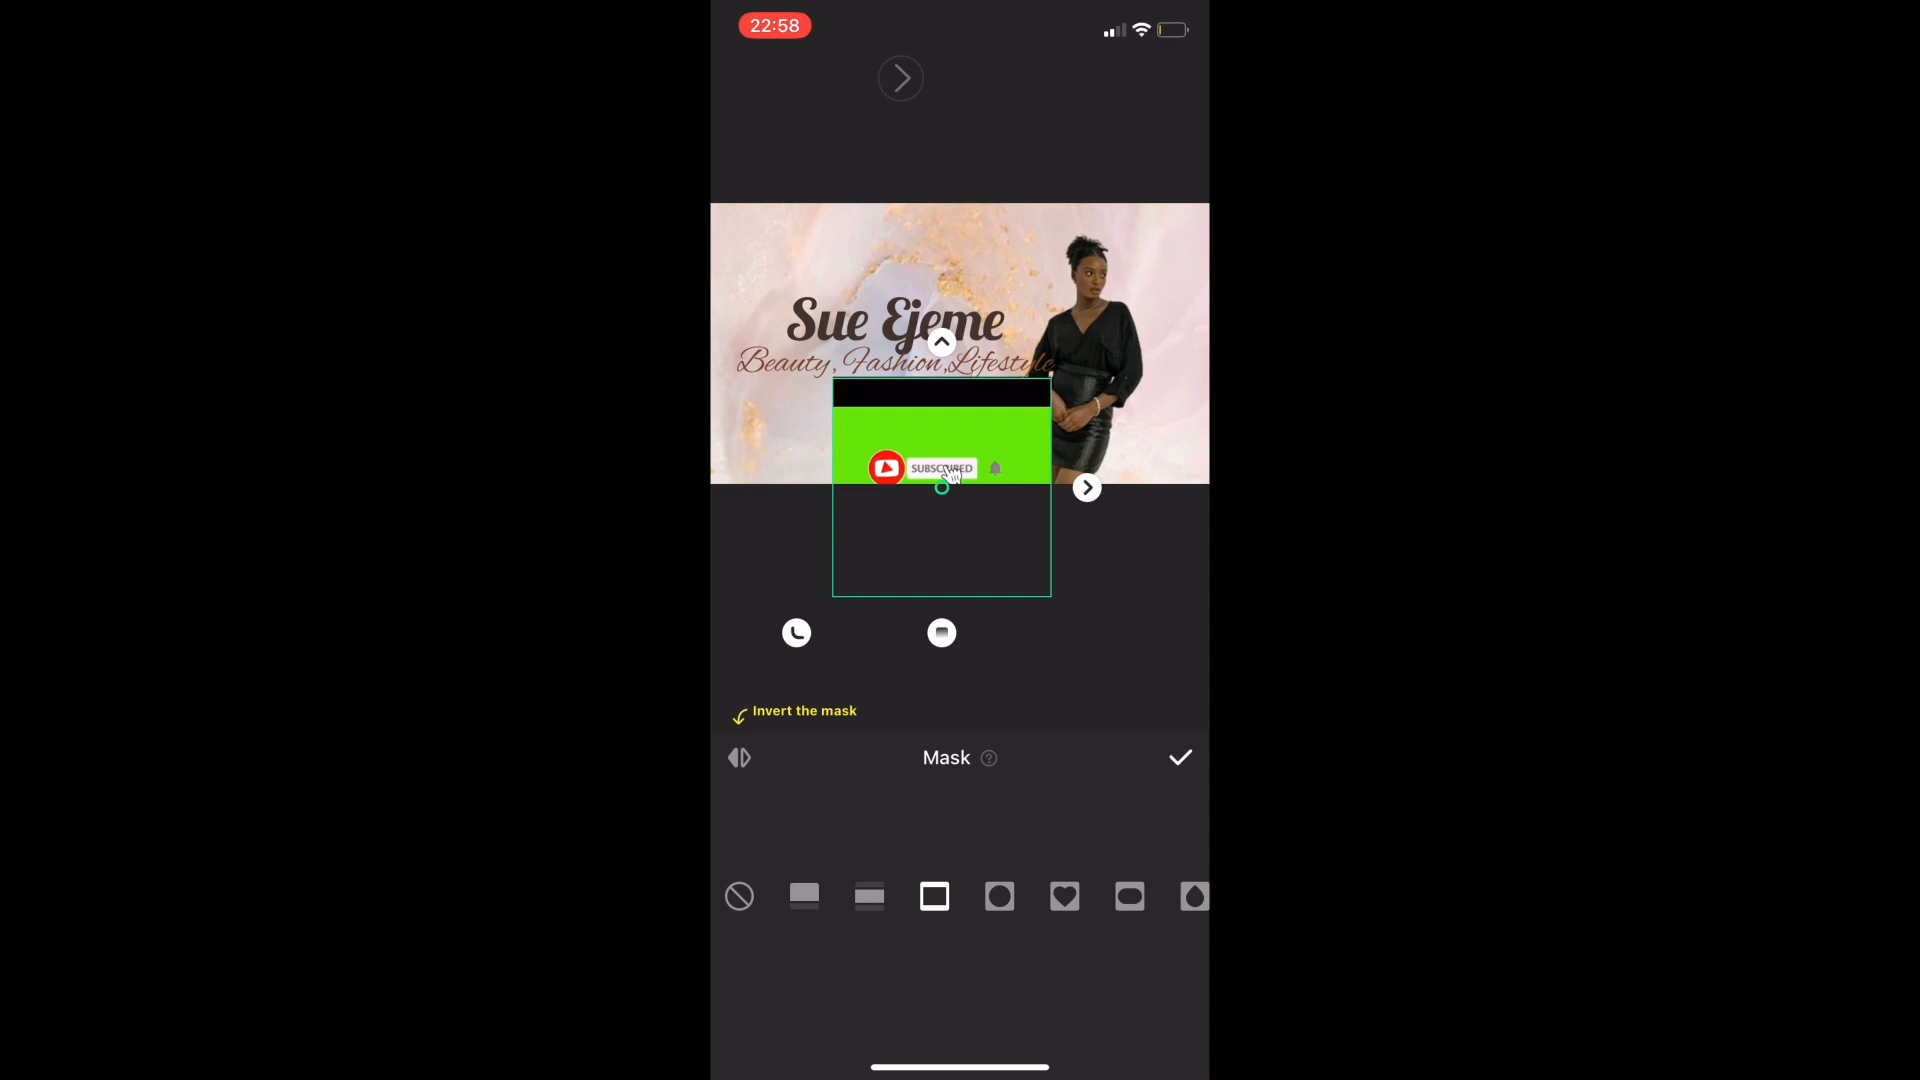 22:58
Sue Ejeme
Beauty, Fashion,Lifestyle
SUBSCRIBED
Invert the mask
Mask ?